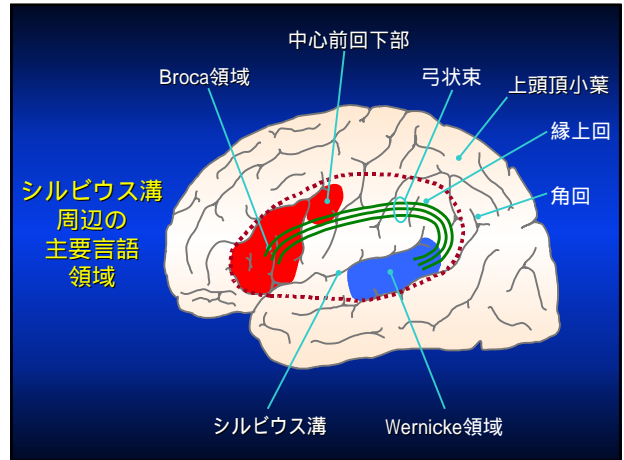 中心前回下部
Broca領域
弓状束
上頭頂小葉
縁上回
角回
シルビウス溝
周辺の
主要言語
領域
シルビウス溝
Wernicke領域